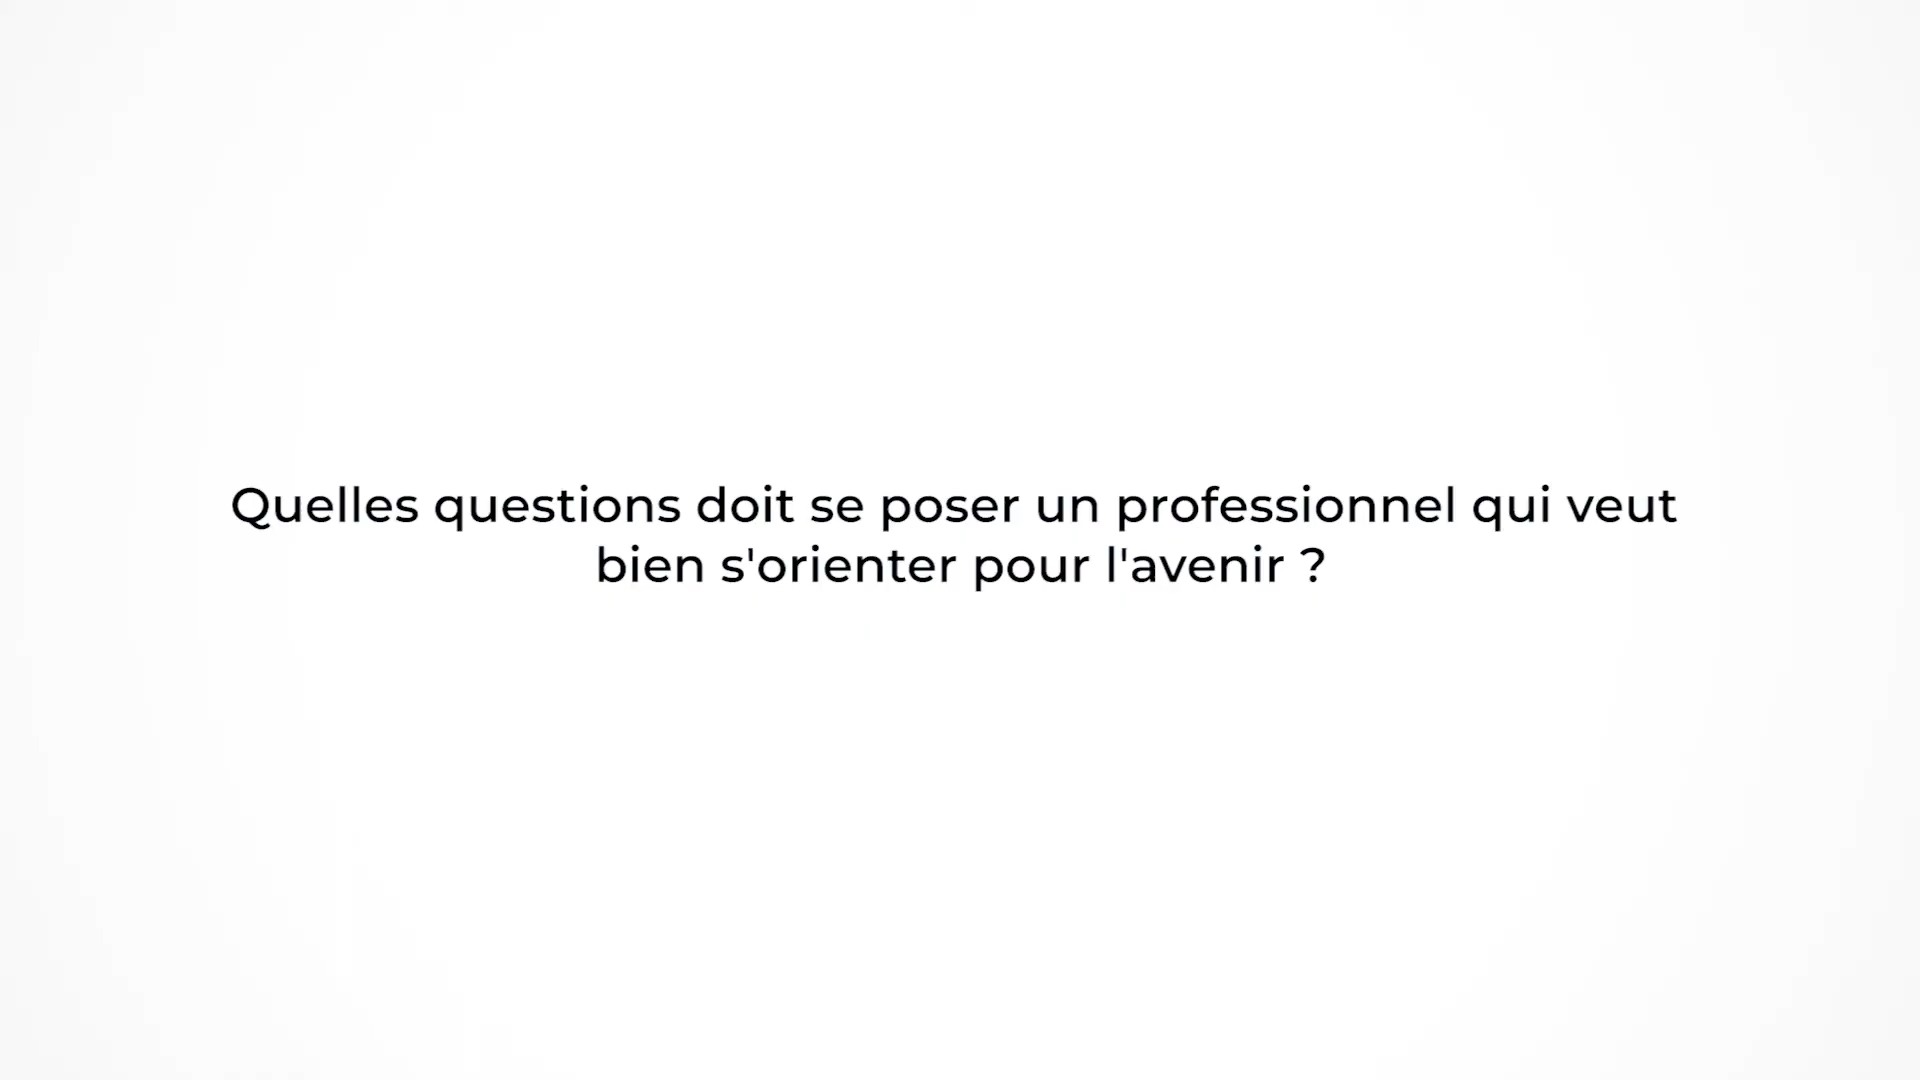 Quelles questions doit se poser un professionnel qui veut
bien s'orienter pour l'avenir ?